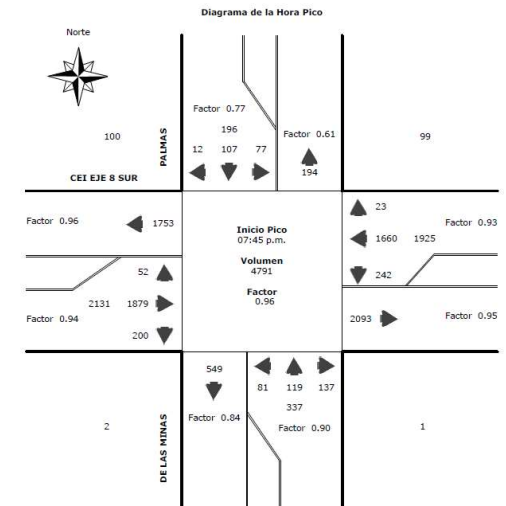 Diagrama de la Hora Pico
Norte
Factor 0.77
196
12 107 77
Factor 0.61
194
100
PALMAS
CEI EJE 8 SUR
99
Factor 0.96
1753
Inicio Pico
07:45 p.m.
Volumen
4791
Factor
0.96
23
Factor 0.93
1660 1925
242
52
2131 1879
Factor 0.94
200
2093
Factor 0.95
549
Factor 0.84
81 119 137
337
Factor 0.90
2
DE LAS MINAS
1